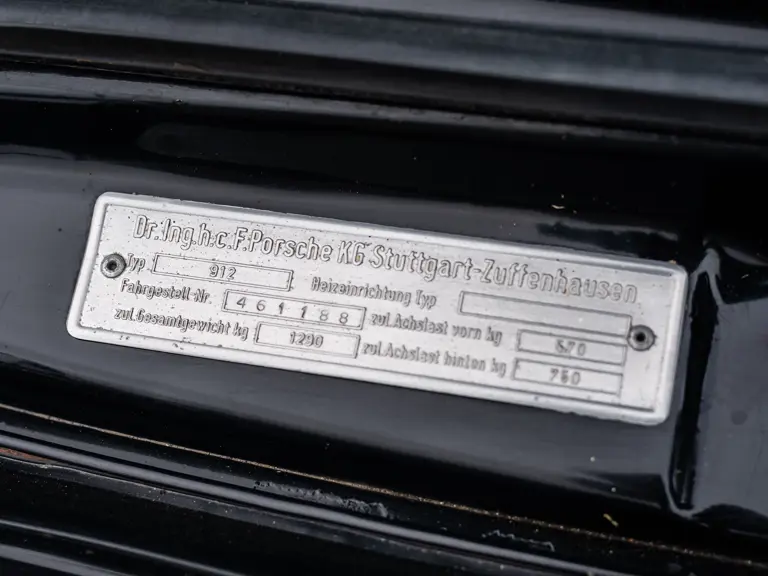 Dr. Ing. h. c. F. Porsche KG Stuttgart-Zuffenhausen
Typ 912 Heizeinrichtung Typ
Fahrgestell-Nr. 461188 zul. Achslast vorn kg 570
zul. Gesamtgewicht kg 1290 zul. Achslast hinten kg 750